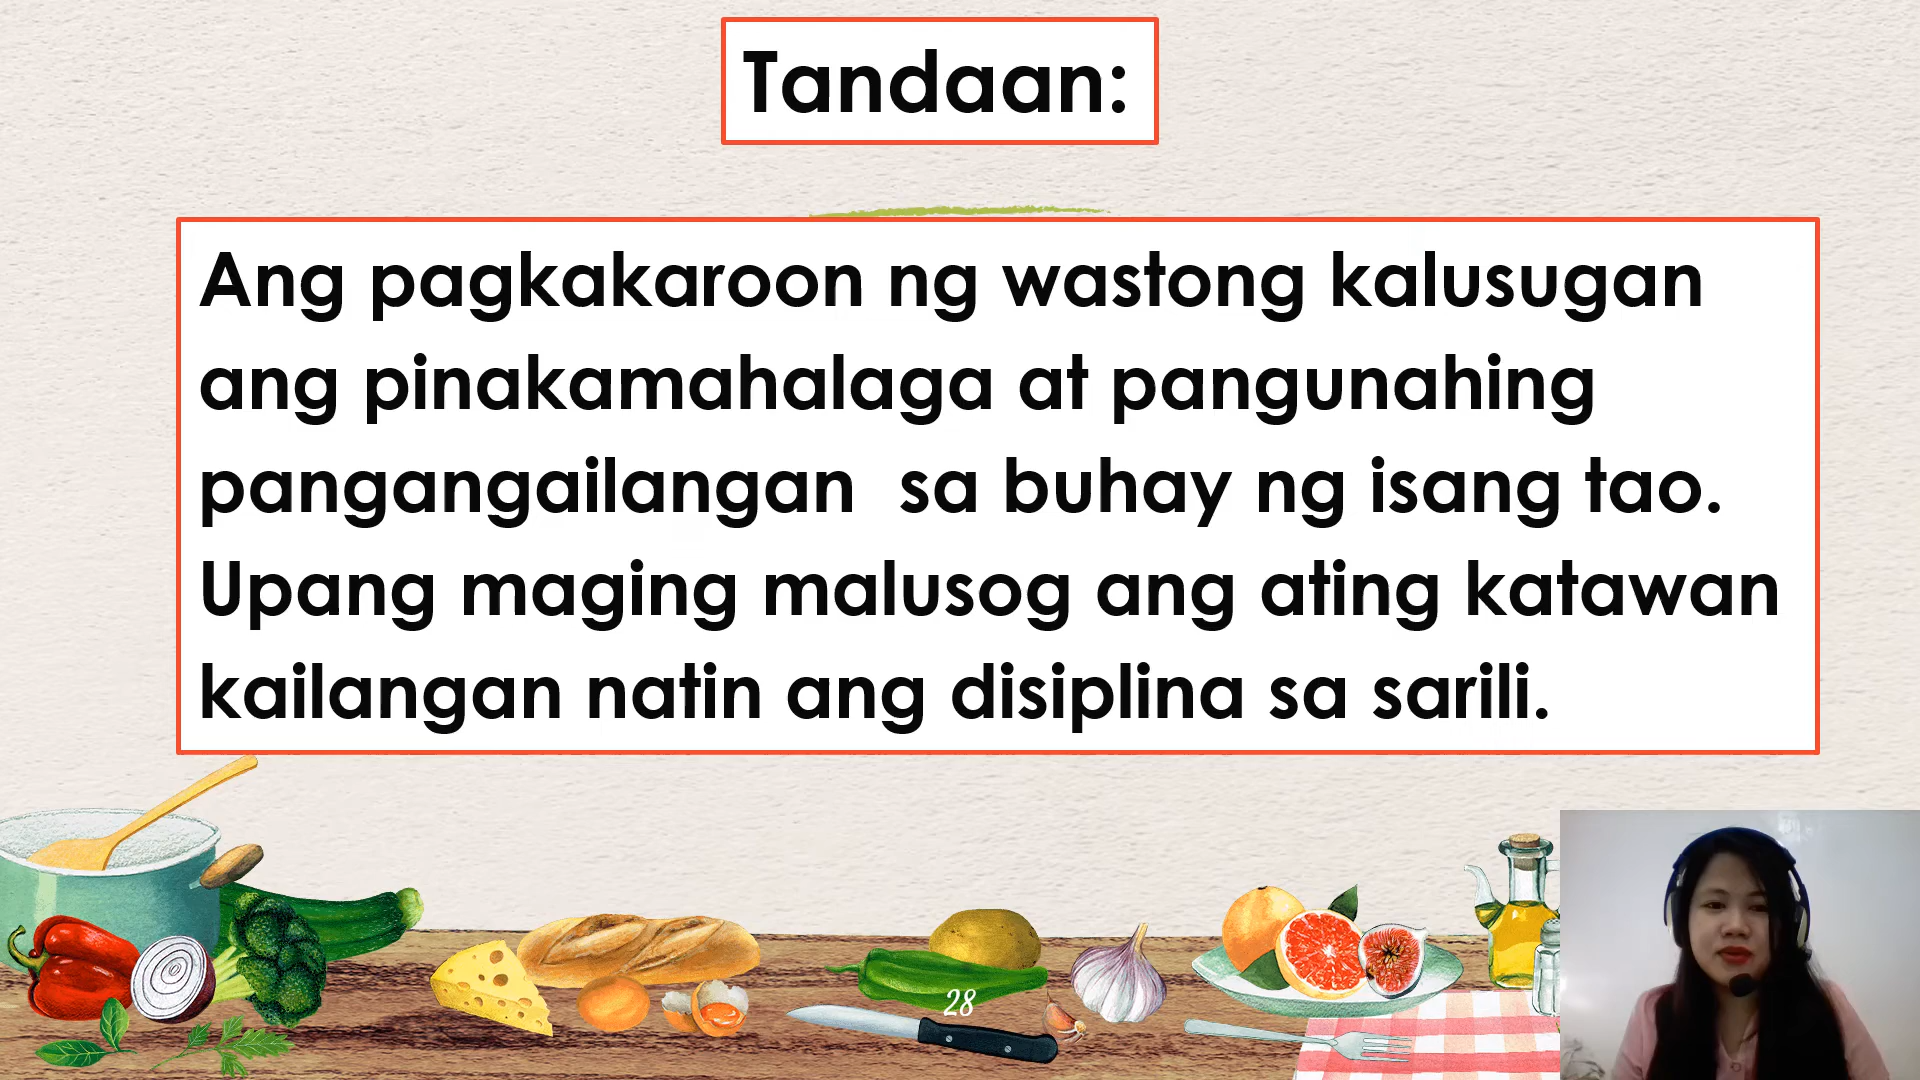 Tandaan:
Ang pagkakaroon ng wastong kalusugan
ang pinakamahalaga at pangunahing
pangangailangan  sa buhay ng isang tao.
Upang maging malusog ang ating katawan
kailangan natin ang disiplina sa sarili.
28